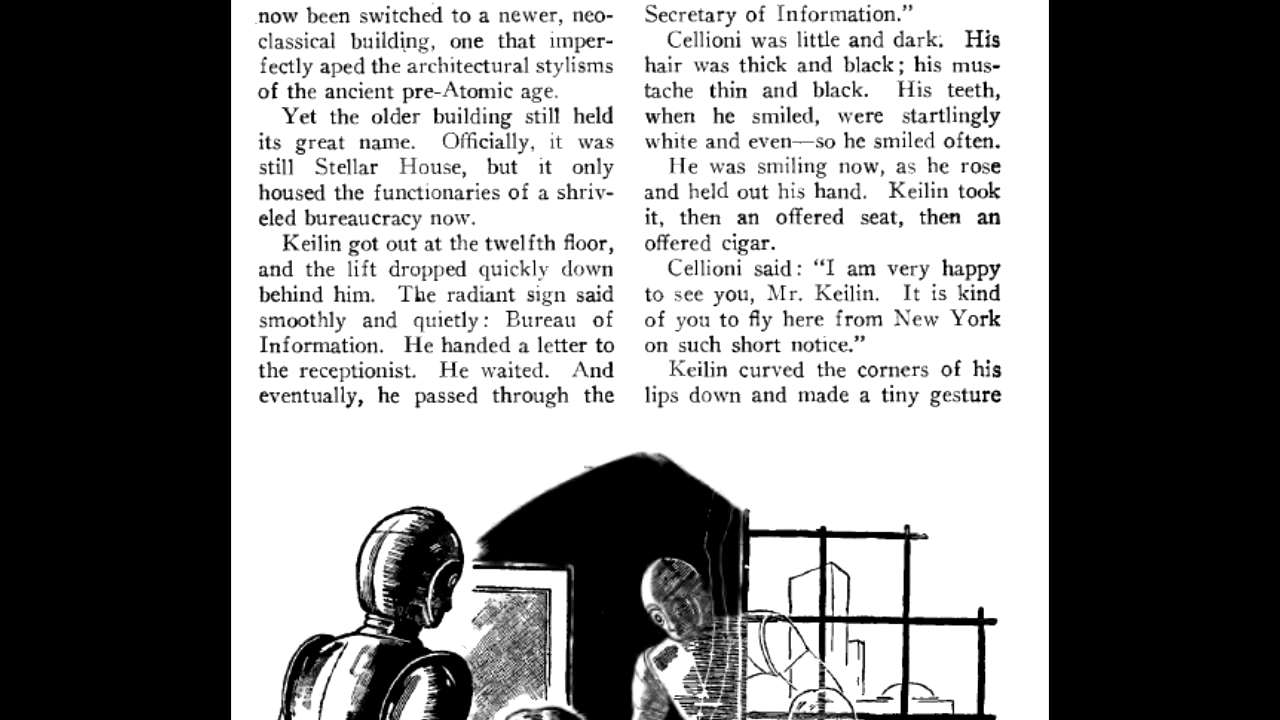 now been switched to a newer, neo-
classical building, one that imper-
fectly aped the architectural stylisms
of the ancient pre-Atomic age.
Yet the older building still held
its great name. Officially, it was
still Stellar House, but it only
housed the functionaries of a shriv-
eled bureaucracy now.
Keilin got out at the twelfth floor,
and the lift dropped quickly down
behind him. The radiant sign said
smoothly and quietly: Bureau of
Information. He handed a letter to
the receptionist. He waited. And
eventually, he passed through the
Secretary of Information.”
Cellioni was little and dark. His
hair was thick and black; his mus-
tache thin and black. His teeth,
when he smiled, were startlingly
white and even—so he smiled often.
He was smiling now, as he rose
and held out his hand. Keilin took
it, then an offered seat, then an
offered cigar.
Cellioni said: “I am very happy
to see you, Mr. Keilin. It is kind
of you to fly here from New York
on such short notice.”
Keilin curved the corners of his
lips down and made a tiny gesture